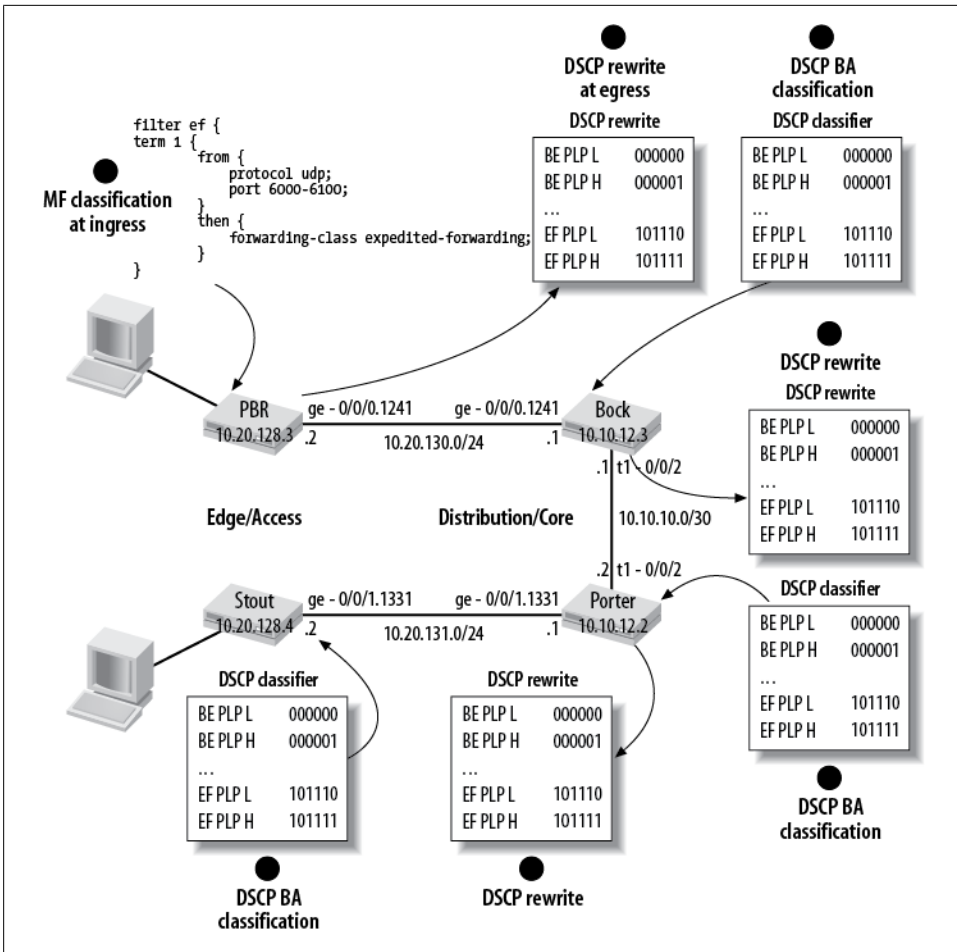 DSCP rewrite
at egress
DSCP rewrite
BE PLP L 000000
BE PLP H 000001
...
EF PLP L 101110
EF PLP H 101111
DSCP BA
classification
DSCP classifier
BE PLP L 000000
BE PLP H 000001
...
EF PLP L 101110
EF PLP H 101111
filter ef {
term 1 {
from {
protocol udp;
port 6000-6100;
}
then {
forwarding-class expedited-forwarding;
}
}
MF classification
at ingress
PBR
10.20.128.3
ge - 0/0/0.1241
.2
10.20.130.0/24
ge - 0/0/0.1241
.1
Bock
10.10.12.3
.1 t1 - 0/0/2
DSCP rewrite
DSCP rewrite
BE PLP L 000000
BE PLP H 000001
...
EF PLP L 101110
EF PLP H 101111
Edge/Access
Distribution/Core
10.10.10.0/30
.2 t1 - 0/0/2
Stout
10.20.128.4
ge - 0/0/1.1331
.2
10.20.131.0/24
ge - 0/0/1.1331
.1
Porter
10.10.12.2
DSCP classifier
BE PLP L 000000
BE PLP H 000001
...
EF PLP L 101110
EF PLP H 101111
DSCP BA
classification
DSCP classifier
BE PLP L 000000
BE PLP H 000001
...
EF PLP L 101110
EF PLP H 101111
DSCP BA
classification
DSCP rewrite
BE PLP L 000000
BE PLP H 000001
...
EF PLP L 101110
EF PLP H 101111
DSCP rewrite